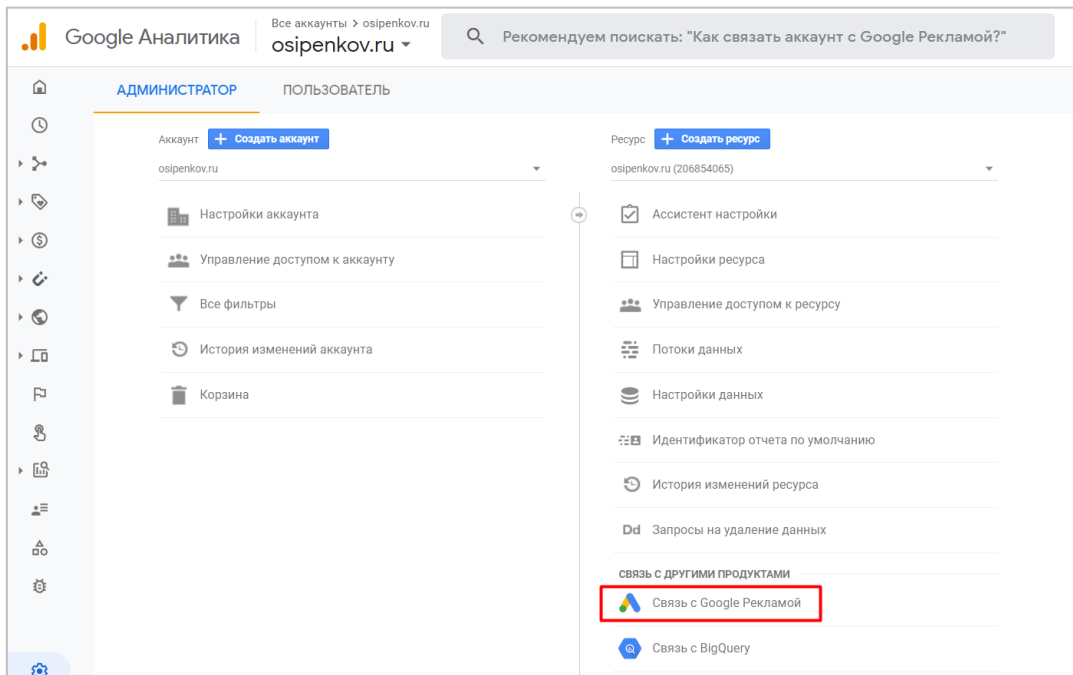 Google Аналитика
Все аккаунты > osipenkov.ru
osipenkov.ru
Рекомендуем поискать: "Как связать аккаунт с Google Рекламой?"
АДМИНИСТРАТОР
ПОЛЬЗОВАТЕЛЬ
Аккаунт
+ Создать аккаунт
osipenkov.ru
Настройки аккаунта
Управление доступом к аккаунту
Все фильтры
История изменений аккаунта
Корзина
Ресурс
+ Создать ресурс
osipenkov.ru (206854065)
Ассистент настройки
Настройки ресурса
Управление доступом к ресурсу
Потоки данных
Настройки данных
Идентификатор отчета по умолчанию
История изменений ресурса
Dd Запросы на удаление данных
СВЯЗЬ С ДРУГИМИ ПРОДУКТАМИ
Связь с Google Рекламой
Связь с BigQuery